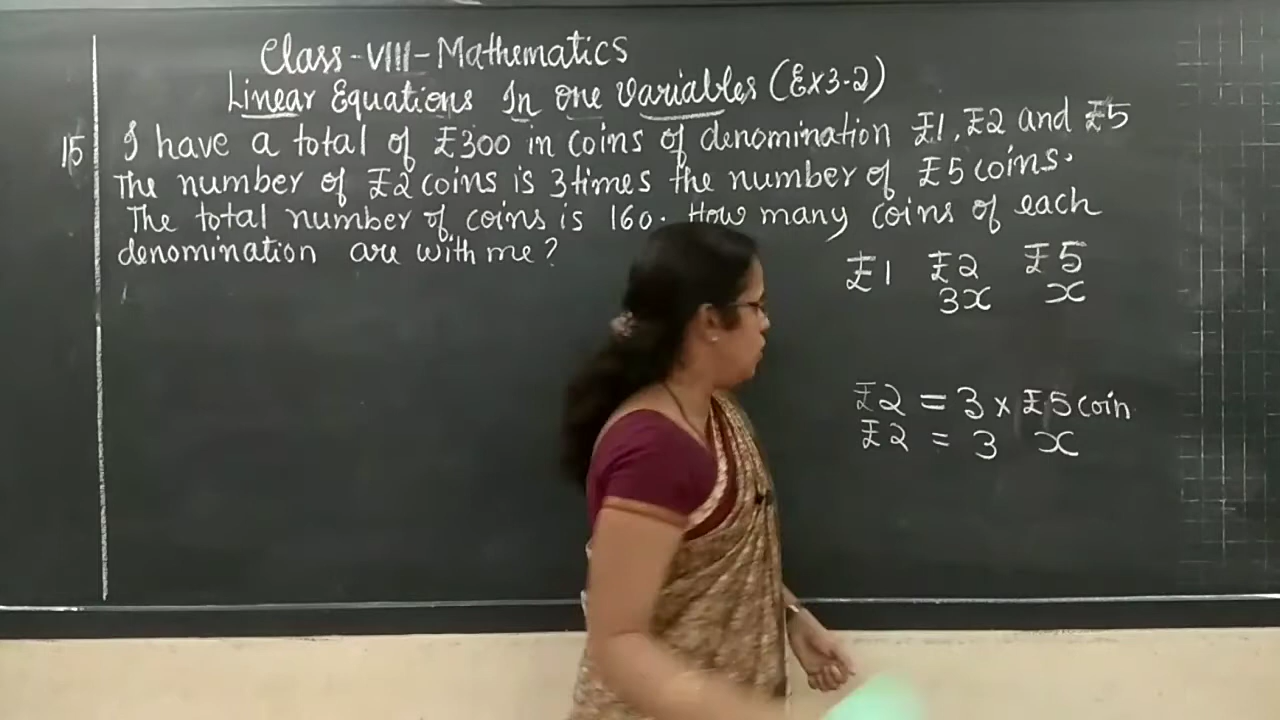 Class-VIII-Mathematics
Linear Equations In one Variables (Ex3-2)
15 I have a total of ₹300 in coins of denomination ₹1, ₹2 and ₹5
The number of ₹2 coins is 3 times the number of ₹5 coins.
The total number of coins is 160. How many coins of each
denomination are with me?
₹1 ₹2 ₹5
3x x
₹2 = 3 × ₹5 coin
₹2 = 3 x